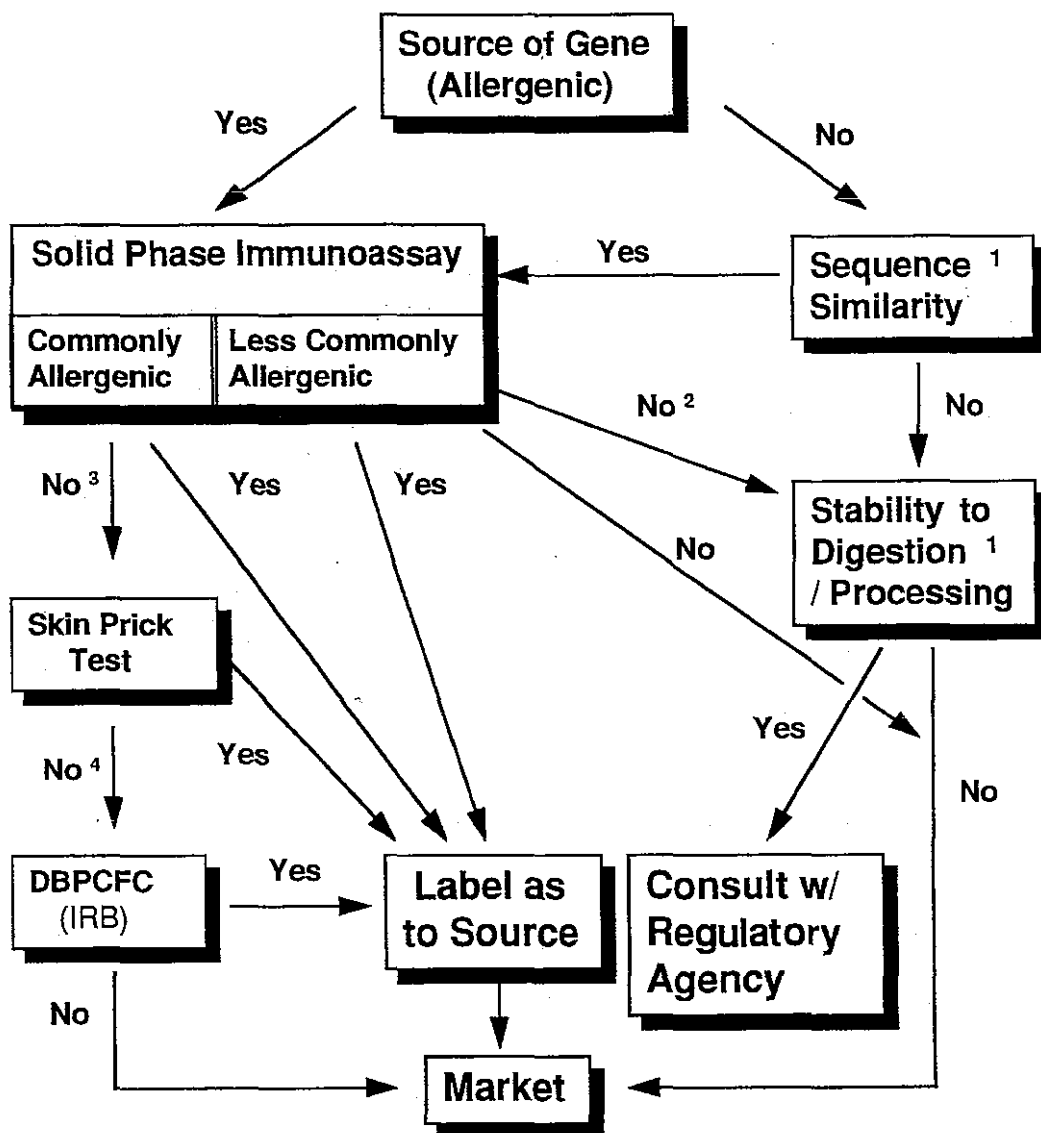 Source of Gene
(Allergenic)
Yes
No
Solid Phase Immunoassay
Yes
Sequence 1
Similarity
Commonly
Allergenic
Less Commonly
Allergenic
No 2
No
No 3
Yes
Yes
No
Stability to
Digestion 1
/ Processing
Skin Prick
Test
Yes
No 4
Yes
No
DBPCFC
(IRB)
Yes
Label as
to Source
Consult w/
Regulatory
Agency
No
Market